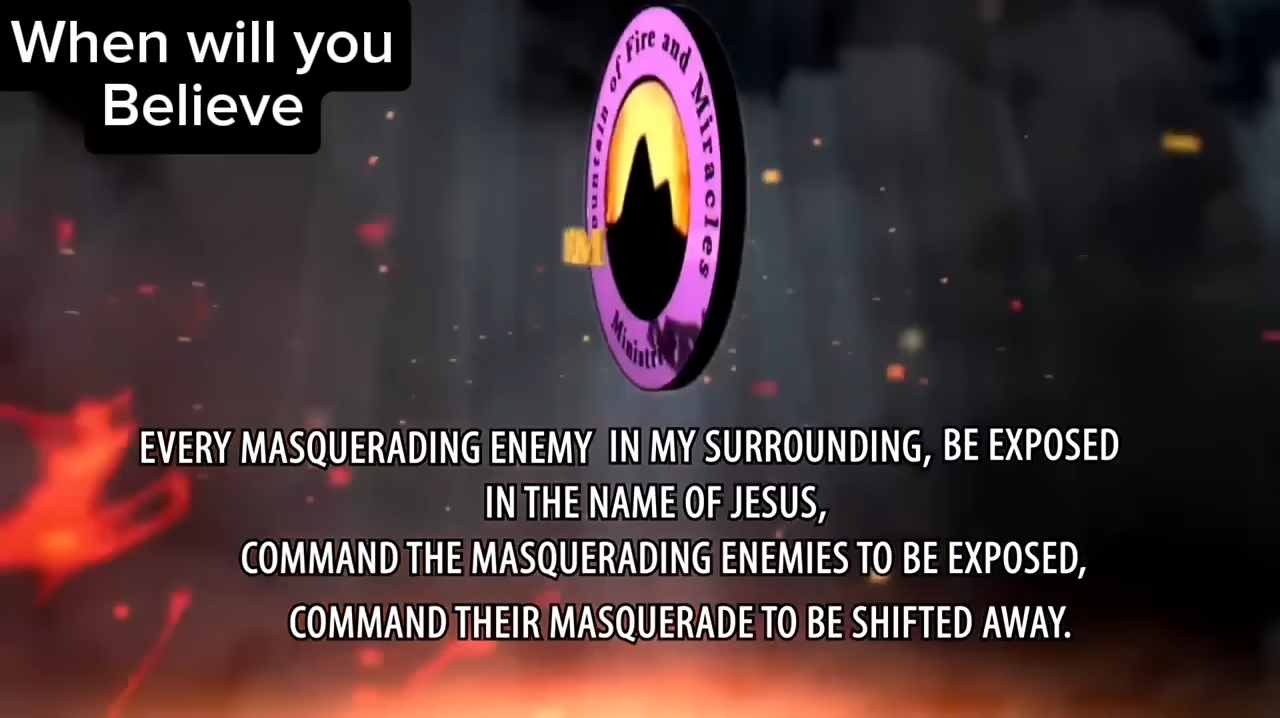 When will you
Believe
of Fire and Miracles
EVERY MASQUERADING ENEMY IN MY SURROUNDING, BE EXPOSED
IN THE NAME OF JESUS,
COMMAND THE MASQUERADING ENEMIES TO BE EXPOSED,
COMMAND THEIR MASQUERADE TO BE SHIFTED AWAY.